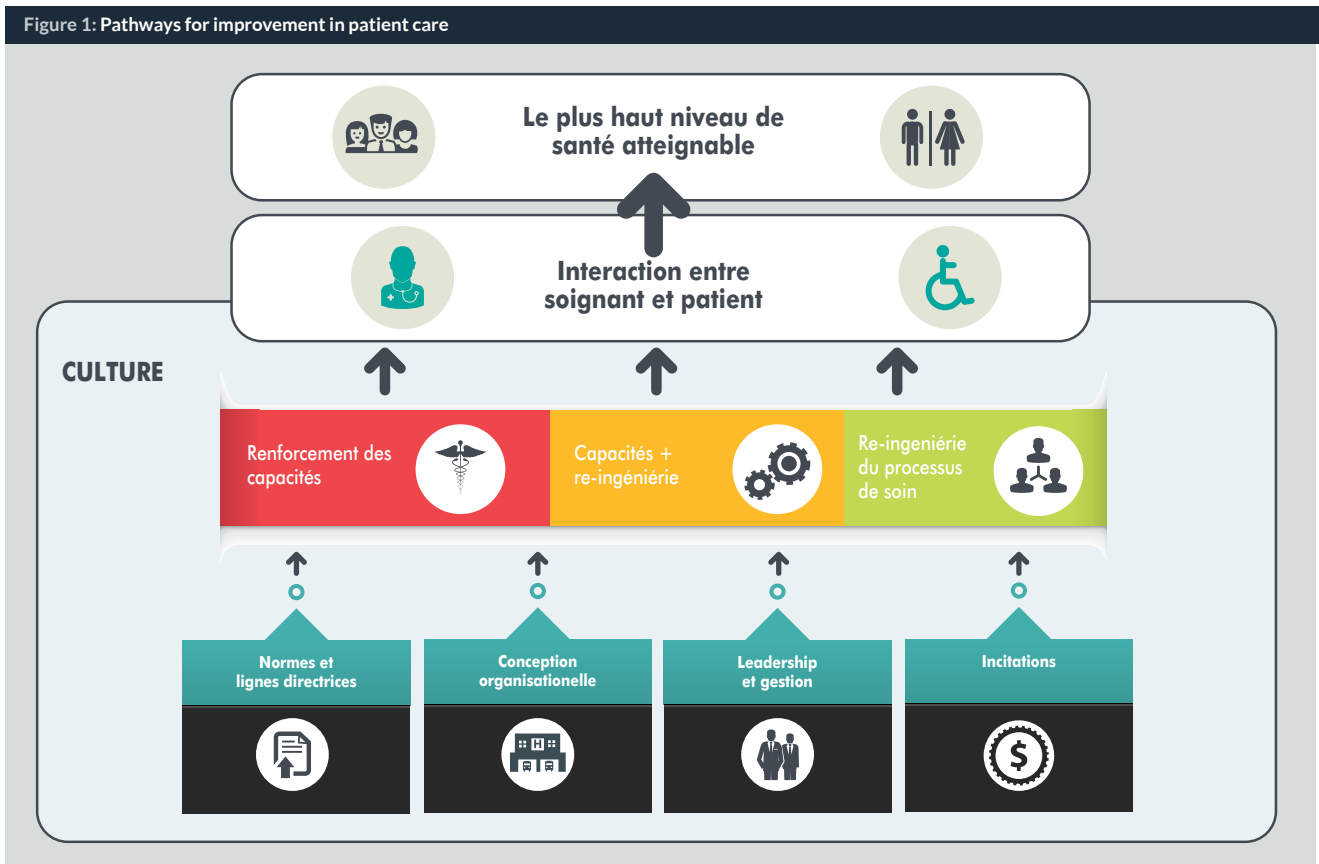 Figure 1: Pathways for improvement in patient care
Le plus haut niveau de
santé atteignable
Interaction entre
soignant et patient
CULTURE
Renforcement des
capacités
Capacités +
re-ingéniérie
Re-ingeniérie
du processus
de soin
Normes et
lignes directrices
Conception
organisationelle
Leadership
et gestion
Incitations
H
$